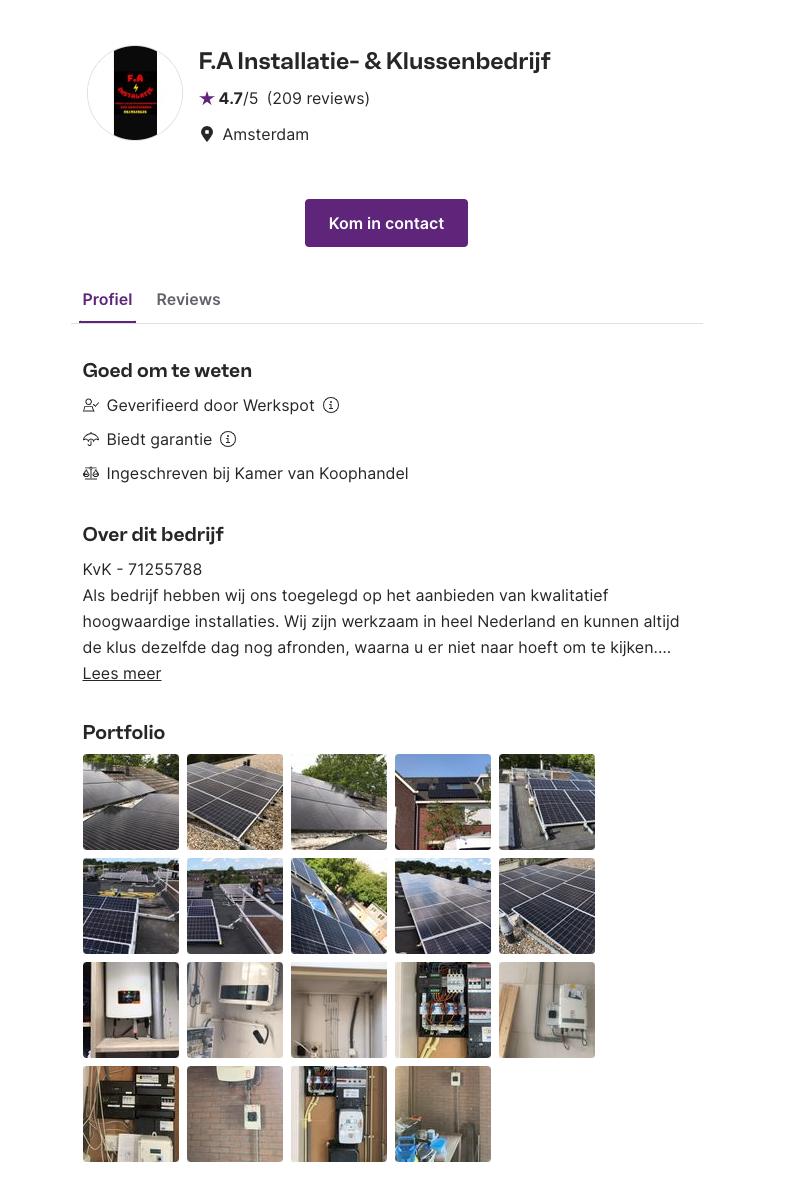 F.A
INSTALLATIE
F.A Installatie- & Klussenbedrijf
4.7/5 (209 reviews)
Amsterdam
Kom in contact
Profiel Reviews
Goed om te weten
Geverifieerd door Werkspot
Biedt garantie
Ingeschreven bij Kamer van Koophandel
Over dit bedrijf
KvK - 71255788
Als bedrijf hebben wij ons toegelegd op het aanbieden van kwalitatief
hoogwaardige installaties. Wij zijn werkzaam in heel Nederland en kunnen altijd
de klus dezelfde dag nog afronden, waarna u er niet naar hoeft om te kijken....
Lees meer
Portfolio